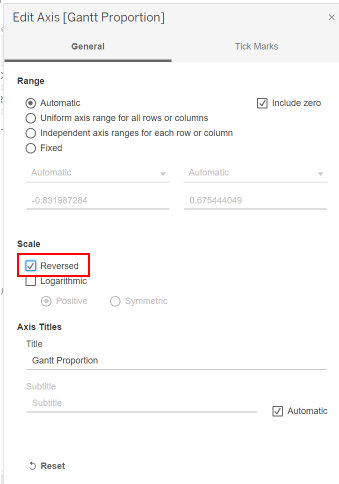 Edit Axis [Gantt Proportion]
General Tick Marks
Range
Automatic Include zero
Uniform axis range for all rows or columns
Independent axis ranges for each row or column
Fixed
Automatic Automatic
-0.831987284 0.675444049
Scale
Reversed
Logarithmic
Positive Symmetric
Axis Titles
Title
Gantt Proportion
Subtitle
Subtitle Automatic
Reset